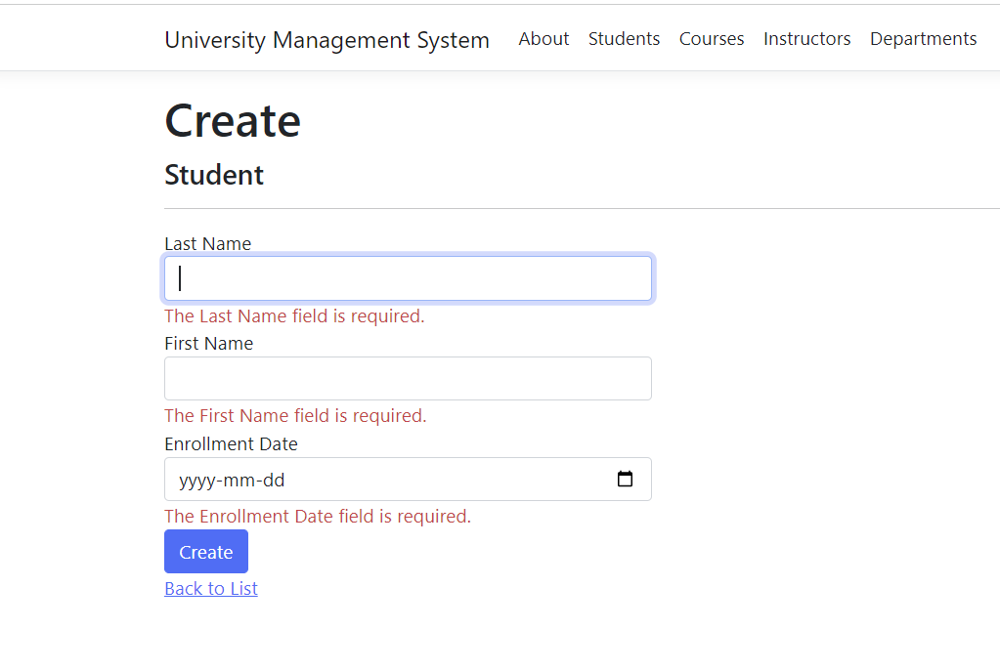 University Management System About Students Courses Instructors Departments
Create
Student
Last Name
The Last Name field is required.
First Name
The First Name field is required.
Enrollment Date
yyyy-mm-dd
The Enrollment Date field is required.
Create
Back to List